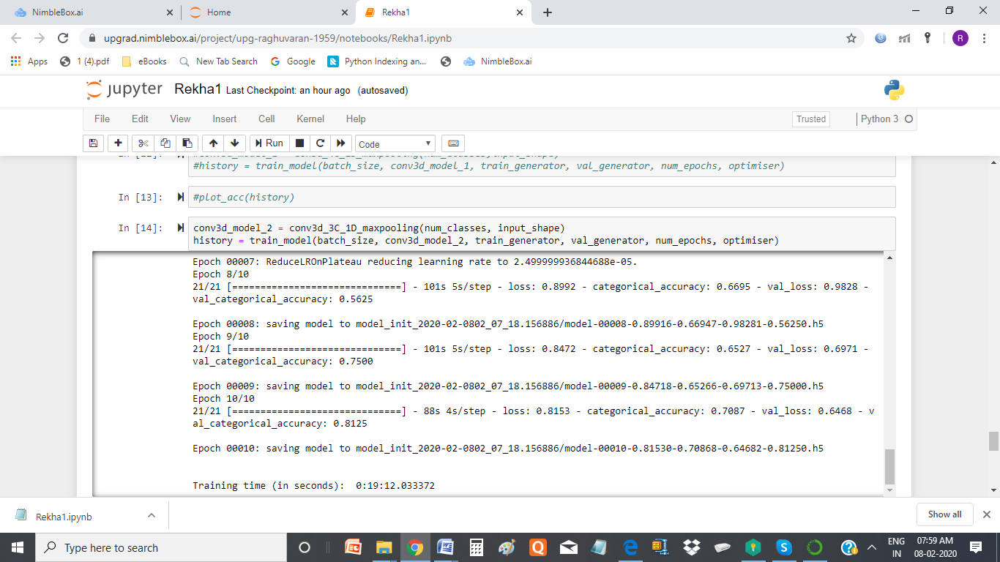 NimbleBox.ai
Home
Rekha1
upgrad.nimblebox.ai/project/upg-raghuvaran-1959/notebooks/Rekha1.ipynb
R
Apps
1 (4).pdf
eBooks
New Tab Search
Google
Python Indexing an...
NimbleBox.ai
jupyter Rekha1 Last Checkpoint: an hour ago (autosaved)
File Edit View Insert Cell Kernel Help
Trusted
Python 3
Run
Code
#history = train_model(batch_size, conv3d_model_1, train_generator, val_generator, num_epochs, optimiser)
In [13]: #plot_acc(history)
In [14]: conv3d_model_2 = conv3d_3C_1D_maxpooling(num_classes, input_shape)
history = train_model(batch_size, conv3d_model_2, train_generator, val_generator, num_epochs, optimiser)
Epoch 00007: ReduceLROnPlateau reducing learning rate to 2.499999936844688e-05.
Epoch 8/10
21/21 [==============================] - 101s 5s/step - loss: 0.8992 - categorical_accuracy: 0.6695 - val_loss: 0.9828 -
val_categorical_accuracy: 0.5625
Epoch 00008: saving model to model_init_2020-02-0802_07_18.156886/model-00008-0.89916-0.66947-0.98281-0.56250.h5
Epoch 9/10
21/21 [==============================] - 101s 5s/step - loss: 0.8472 - categorical_accuracy: 0.6527 - val_loss: 0.6971 -
val_categorical_accuracy: 0.7500
Epoch 00009: saving model to model_init_2020-02-0802_07_18.156886/model-00009-0.84718-0.65266-0.69713-0.75000.h5
Epoch 10/10
21/21 [==============================] - 88s 4s/step - loss: 0.8153 - categorical_accuracy: 0.7087 - val_loss: 0.6468 - v
al_categorical_accuracy: 0.8125
Epoch 00010: saving model to model_init_2020-02-0802_07_18.156886/model-00010-0.81530-0.70868-0.64682-0.81250.h5
Training time (in seconds):  0:19:12.033372
Rekha1.ipynb
Show all
Type here to search
ENG
IN
07:59 AM
08-02-2020